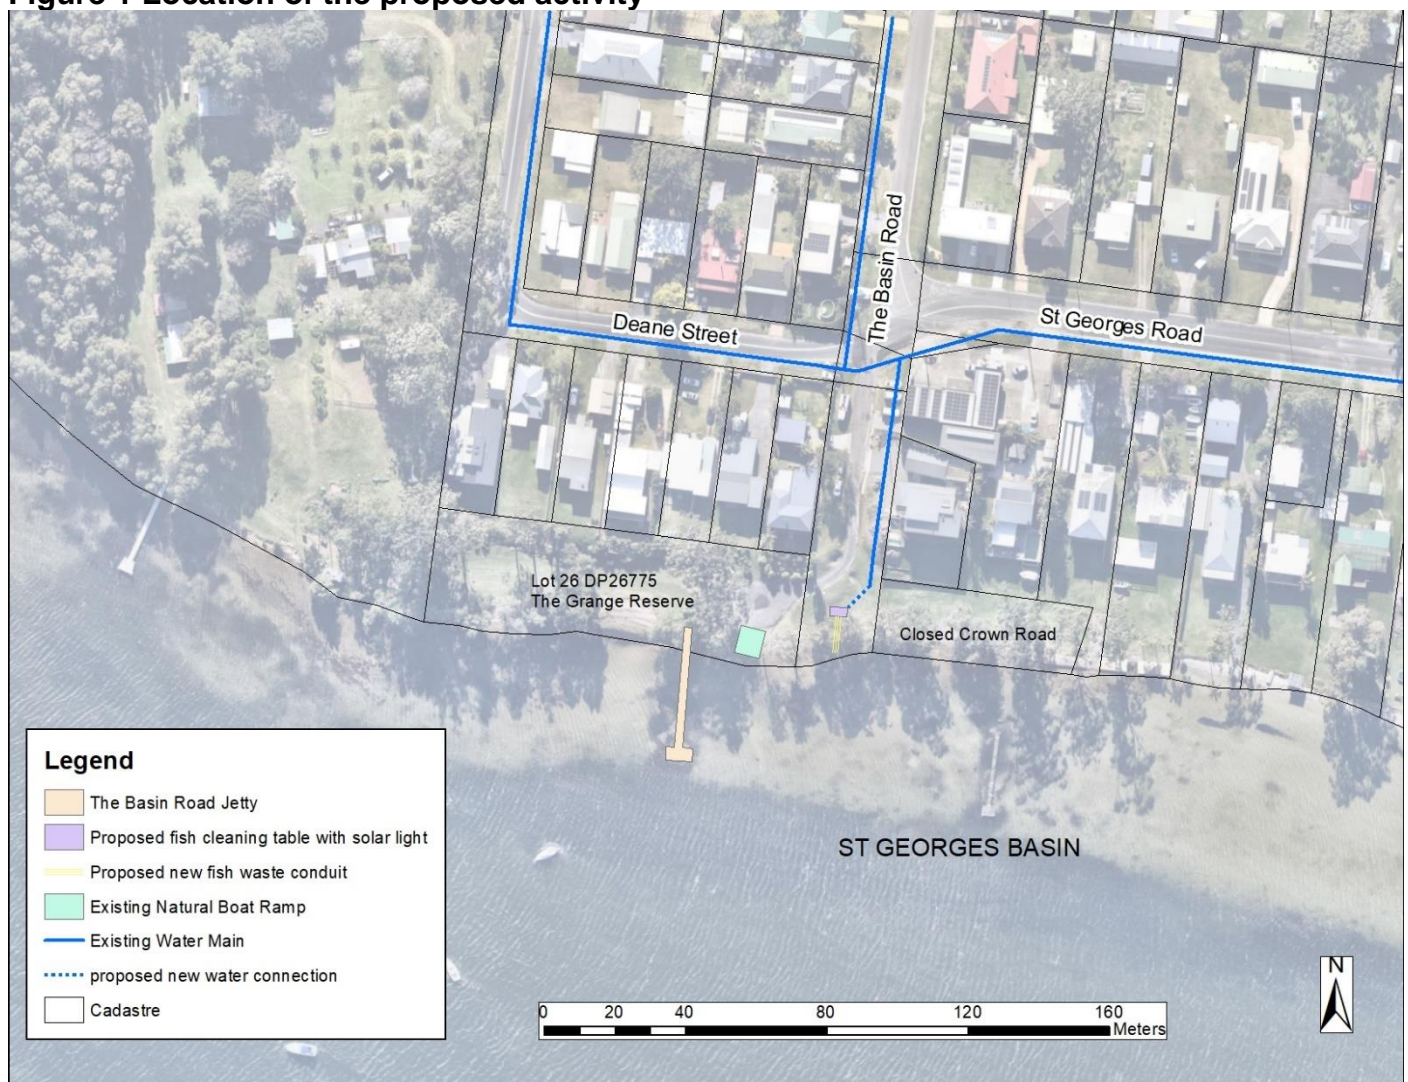 Figure 1 Location of the proposed activity
Deane Street
The Basin Road
St Georges Road
Lot 26 DP26775
The Grange Reserve
Closed Crown Road
ST GEORGES BASIN
Legend
The Basin Road Jetty
Proposed fish cleaning table with solar light
Proposed new fish waste conduit
Existing Natural Boat Ramp
Existing Water Main
proposed new water connection
Cadastre
0 20 40 80 120 160
Meters
N